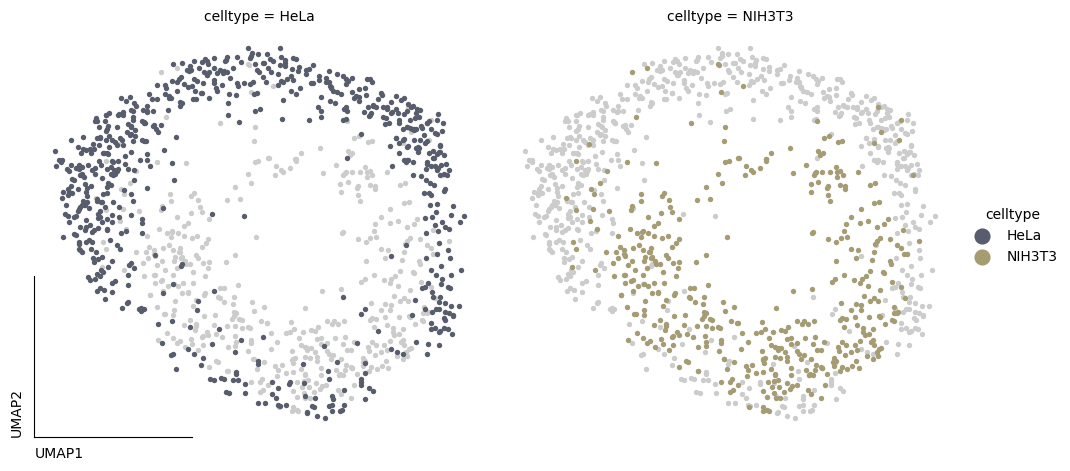 celltype = HeLa
celltype = NIH3T3
celltype
HeLa
NIH3T3
UMAP2
UMAP1